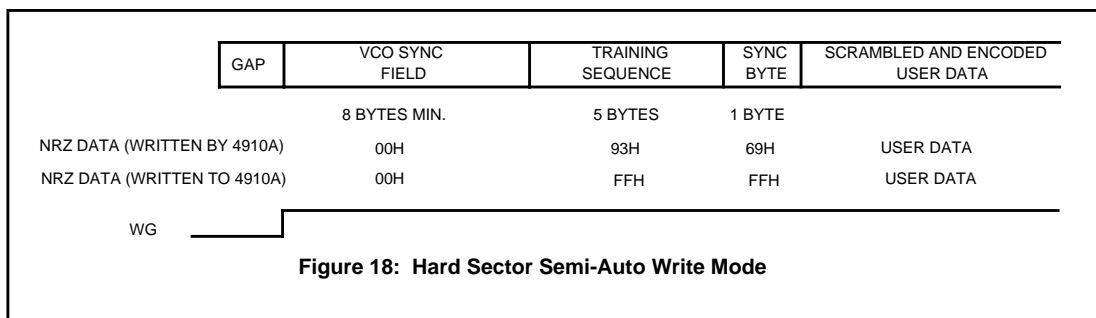 GAP VCO SYNC FIELD TRAINING SEQUENCE SYNC BYTE SCRAMBLED AND ENCODED USER DATA
8 BYTES MIN. 5 BYTES 1 BYTE
NRZ DATA (WRITTEN BY 4910A) 00H 93H 69H USER DATA
NRZ DATA (WRITTEN TO 4910A) 00H FFH FFH USER DATA
WG
Figure 18: Hard Sector Semi-Auto Write Mode